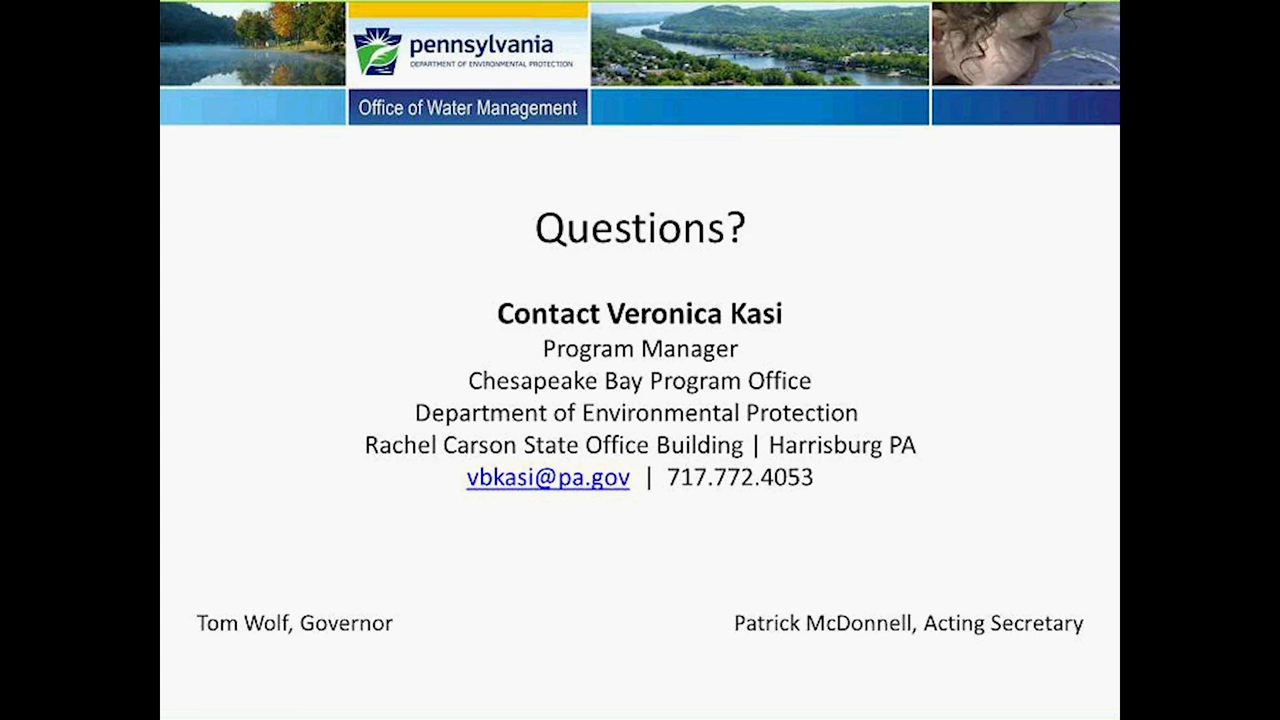 pennsylvania
DEPARTMENT OF ENVIRONMENTAL PROTECTION
Office of Water Management
Questions?
Contact Veronica Kasi
Program Manager
Chesapeake Bay Program Office
Department of Environmental Protection
Rachel Carson State Office Building | Harrisburg PA
vbkasi@pa.gov | 717.772.4053
Tom Wolf, Governor
Patrick McDonnell, Acting Secretary